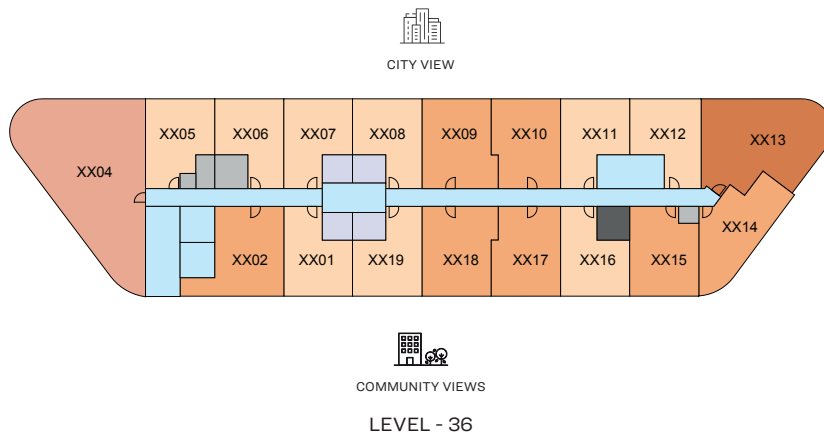 CITY VIEW
XX04
XX05
XX06
XX07
XX08
XX09
XX10
XX11
XX12
XX13
XX02
XX01
XX19
XX18
XX17
XX16
XX15
XX14
COMMUNITY VIEWS
LEVEL - 36